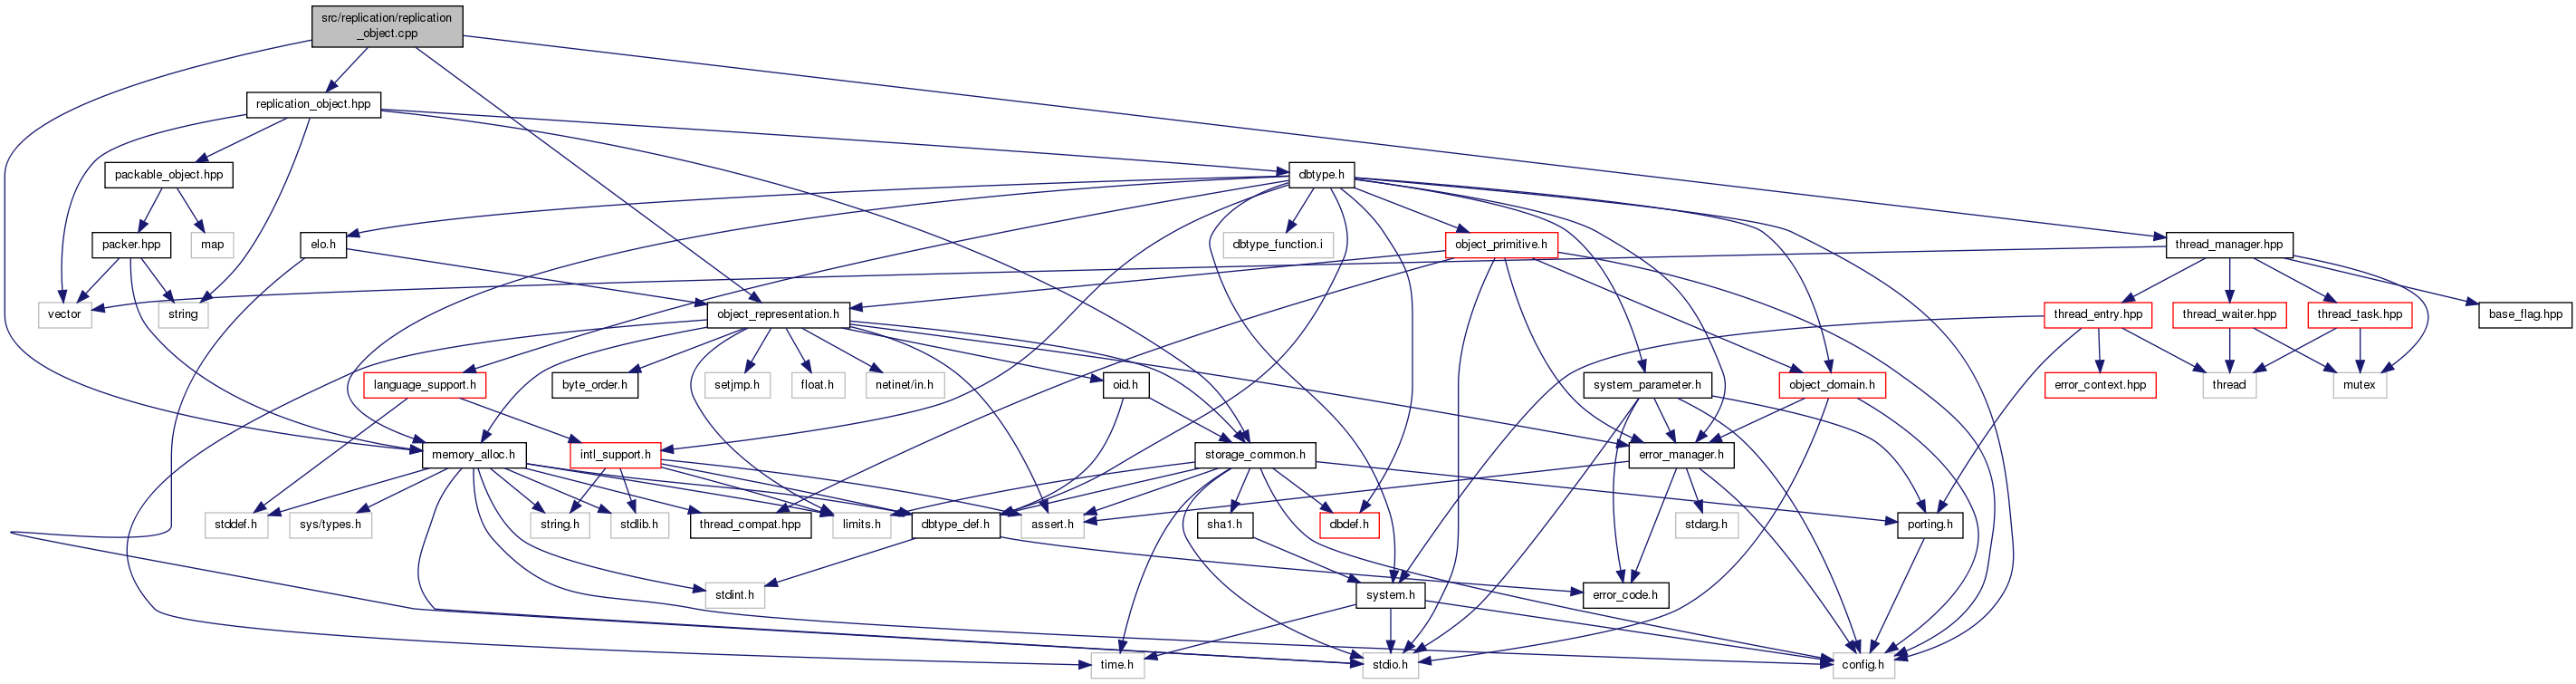 src/replication/replication
_object.cpp
replication_object.hpp
packable_object.hpp
dbtype.h
packer.hpp
map
elo.h
dbtype_function.i
object_primitive.h
thread_manager.hpp
vector
string
object_representation.h
thread_entry.hpp
thread_waiter.hpp
thread_task.hpp
base_flag.hpp
language_support.h
byte_order.h
setjmp.h
float.h
netinet/in.h
oid.h
system_parameter.h
object_domain.h
error_context.hpp
thread
mutex
memory_alloc.h
intl_support.h
storage_common.h
error_manager.h
stddef.h
sys/types.h
string.h
stdlib.h
thread_compat.hpp
limits.h
dbtype_def.h
assert.h
sha1.h
dbdef.h
stdarg.h
porting.h
stdint.h
system.h
error_code.h
time.h
stdio.h
config.h